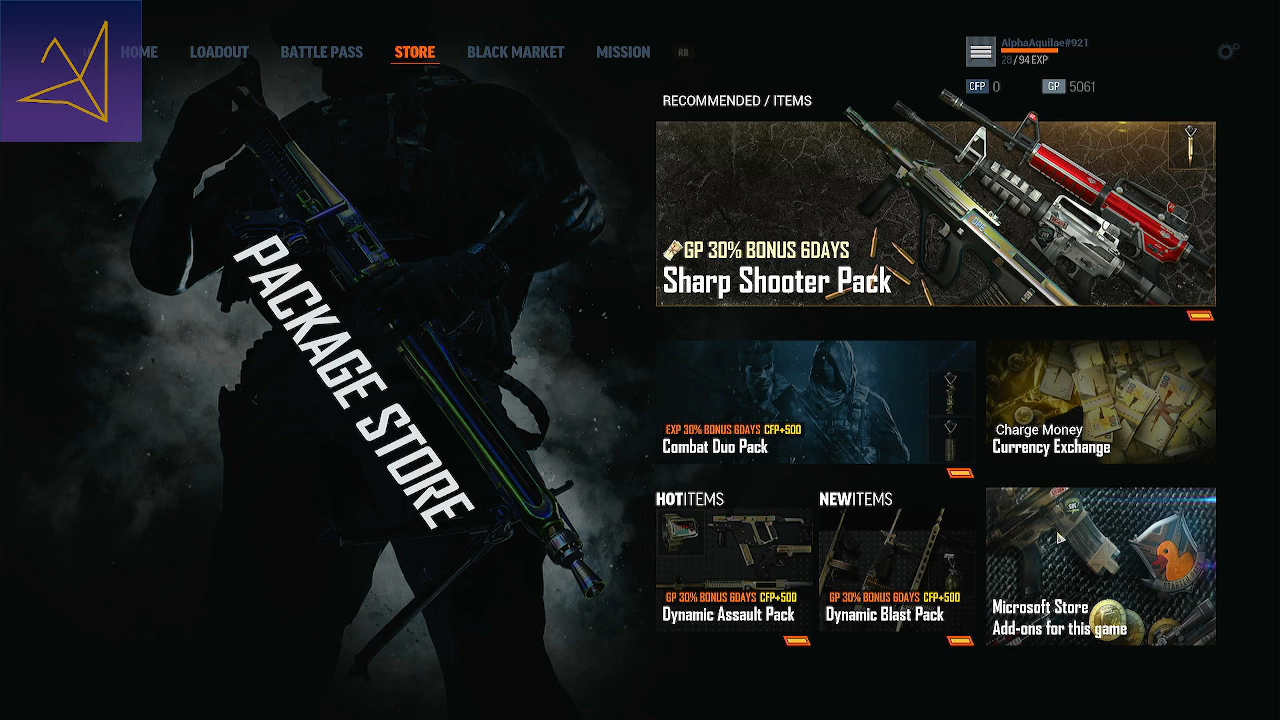 HOME LOADOUT BATTLE PASS STORE BLACK MARKET MISSION RB
AlphaAquilae#921
28 / 94 EXP
CFP 0 GP 5061
RECOMMENDED / ITEMS
GP 30% BONUS 6DAYS
Sharp Shooter Pack
PACKAGE STORE
EXP 30% BONUS 6DAYS CFP+500
Combat Duo Pack
Charge Money
Currency Exchange
HOTITEMS
NEWITEMS
GP 30% BONUS 6DAYS CFP+500
Dynamic Assault Pack
GP 30% BONUS 6DAYS CFP+500
Dynamic Blast Pack
Microsoft Store
Add-ons for this game